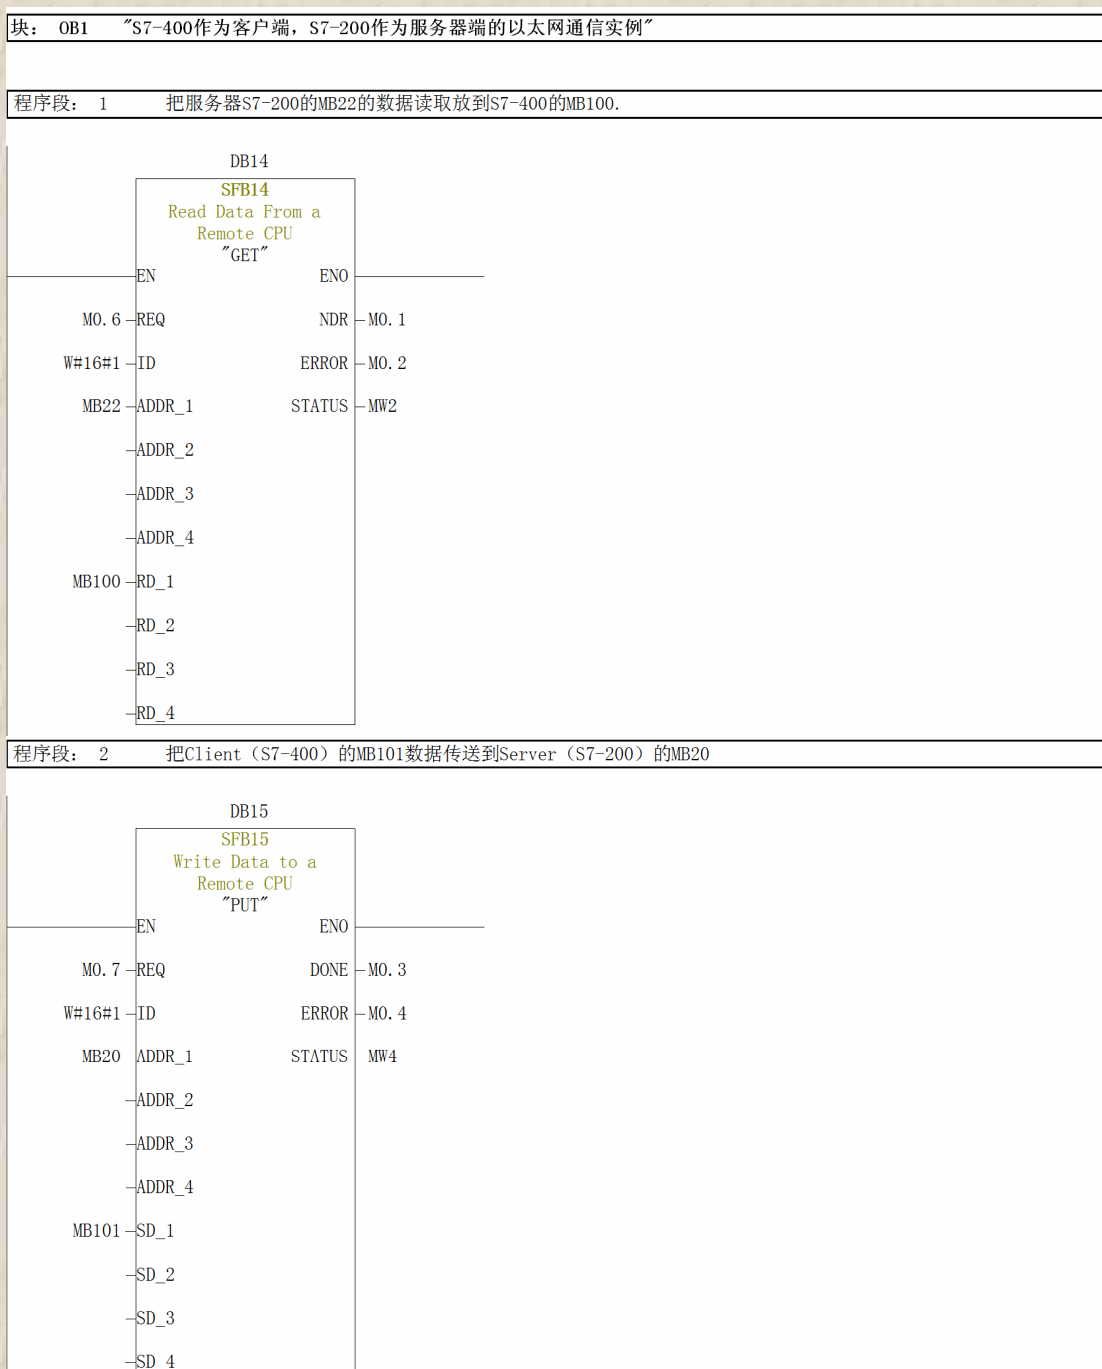 块： OB1 "S7-400作为客户端，S7-200作为服务器端的以太网通信实例"
程序段： 1 把服务器S7-200的MB22的数据读取放到S7-400的MB100.
DB14
SFB14
Read Data From a
Remote CPU
"GET"
EN ENO
M0.6 REQ NDR M0.1
W#16#1 ID ERROR M0.2
MB22 ADDR_1 STATUS MW2
ADDR_2
ADDR_3
ADDR_4
MB100 RD_1
RD_2
RD_3
RD_4
程序段： 2 把Client（S7-400）的MB101数据传送到Server（S7-200）的MB20
DB15
SFB15
Write Data to a
Remote CPU
"PUT"
EN ENO
M0.7 REQ DONE M0.3
W#16#1 ID ERROR M0.4
MB20 ADDR_1 STATUS MW4
ADDR_2
ADDR_3
ADDR_4
MB101 SD_1
SD_2
SD_3
SD_4